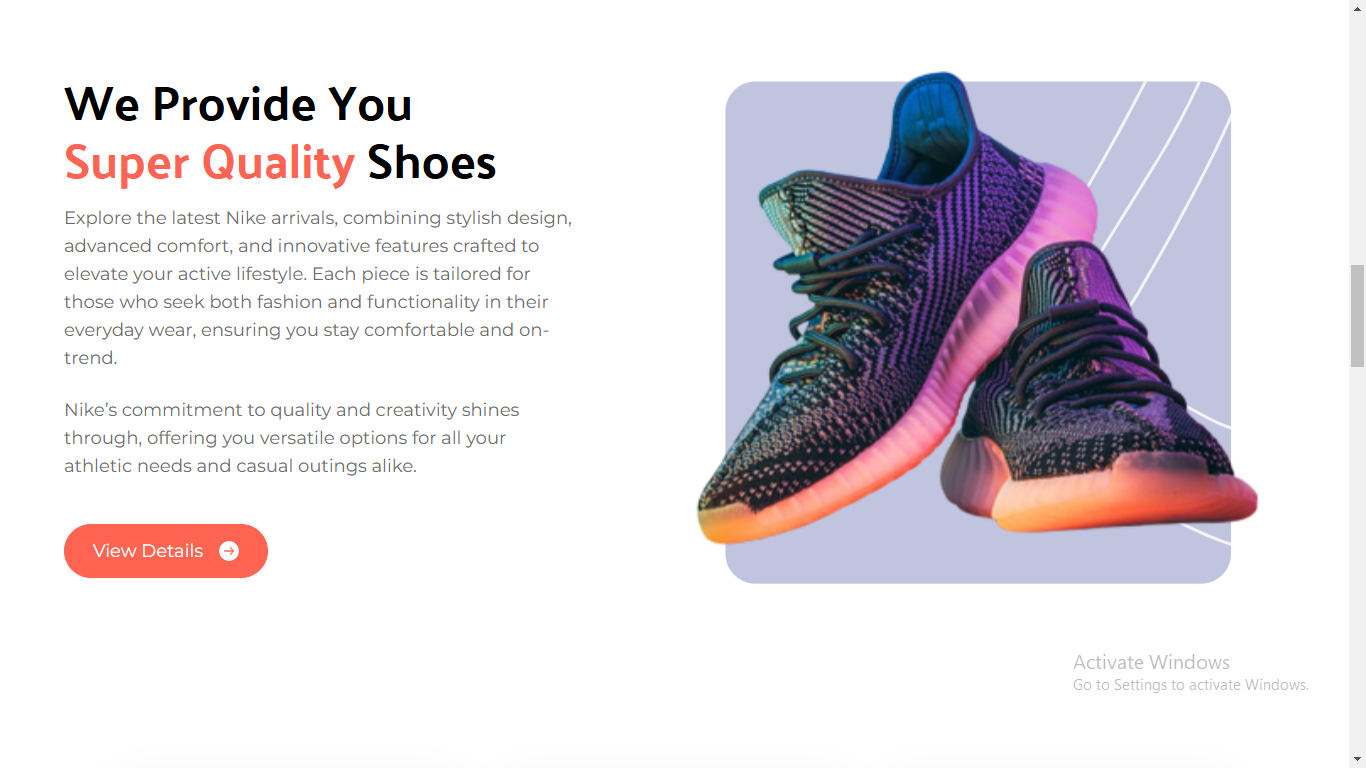 We Provide You
Super Quality Shoes
Explore the latest Nike arrivals, combining stylish design,
advanced comfort, and innovative features crafted to
elevate your active lifestyle. Each piece is tailored for
those who seek both fashion and functionality in their
everyday wear, ensuring you stay comfortable and on-
trend.
Nike’s commitment to quality and creativity shines
through, offering you versatile options for all your
athletic needs and casual outings alike.
View Details
Activate Windows
Go to Settings to activate Windows.